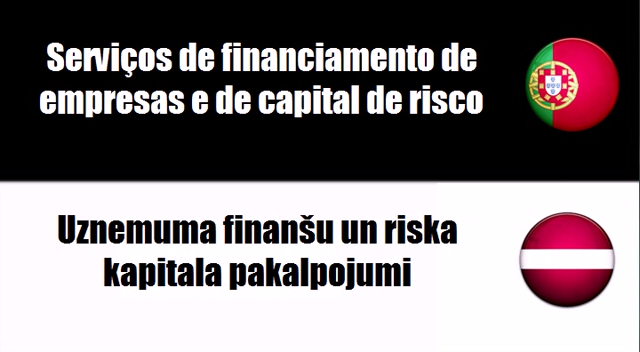 Serviços de financiamento de
empresas e de capital de risco
Uznemuma finanšu un riska
kapitala pakalpojumi